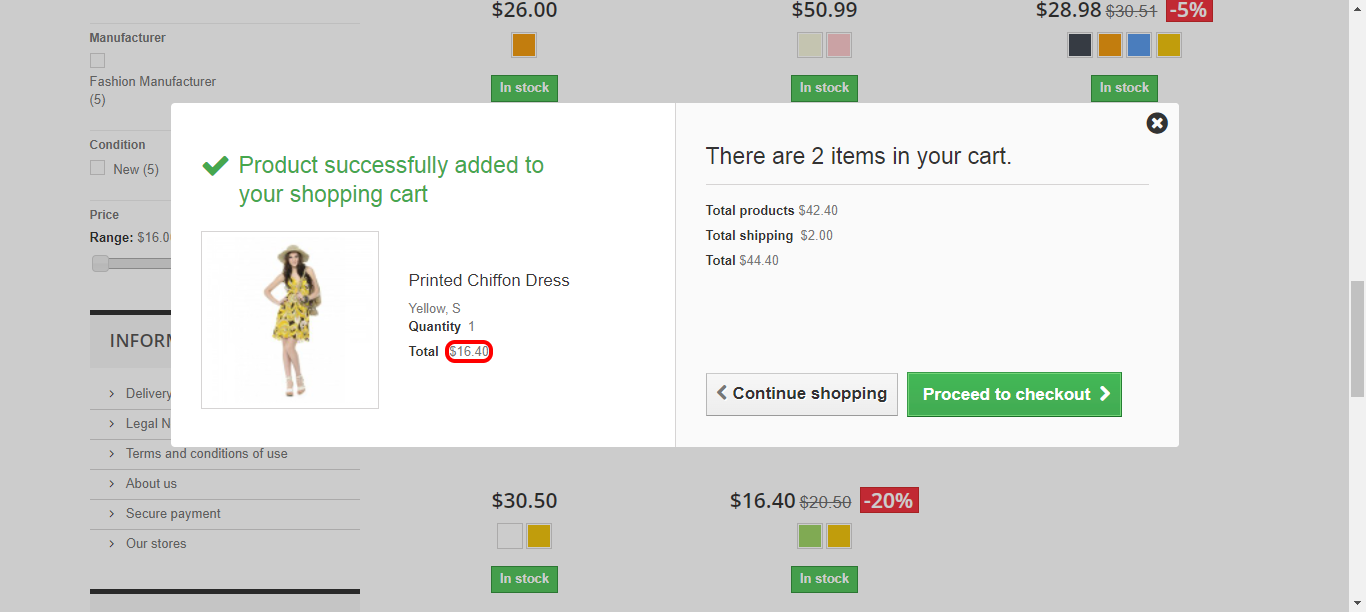 $26.00
$50.99
$28.98 $30.51 -5%
Manufacturer
Fashion Manufacturer
(5)
In stock
In stock
In stock
Condition
New (5)
Price
Range: $16.0
INFOR
Delivery
Legal N
Terms and conditions of use
About us
Secure payment
Our stores
Product successfully added to
your shopping cart
Printed Chiffon Dress
Yellow, S
Quantity 1
Total $16.40
There are 2 items in your cart.
Total products $42.40
Total shipping $2.00
Total $44.40
Continue shopping
Proceed to checkout
$30.50
$16.40 $20.50 -20%
In stock
In stock